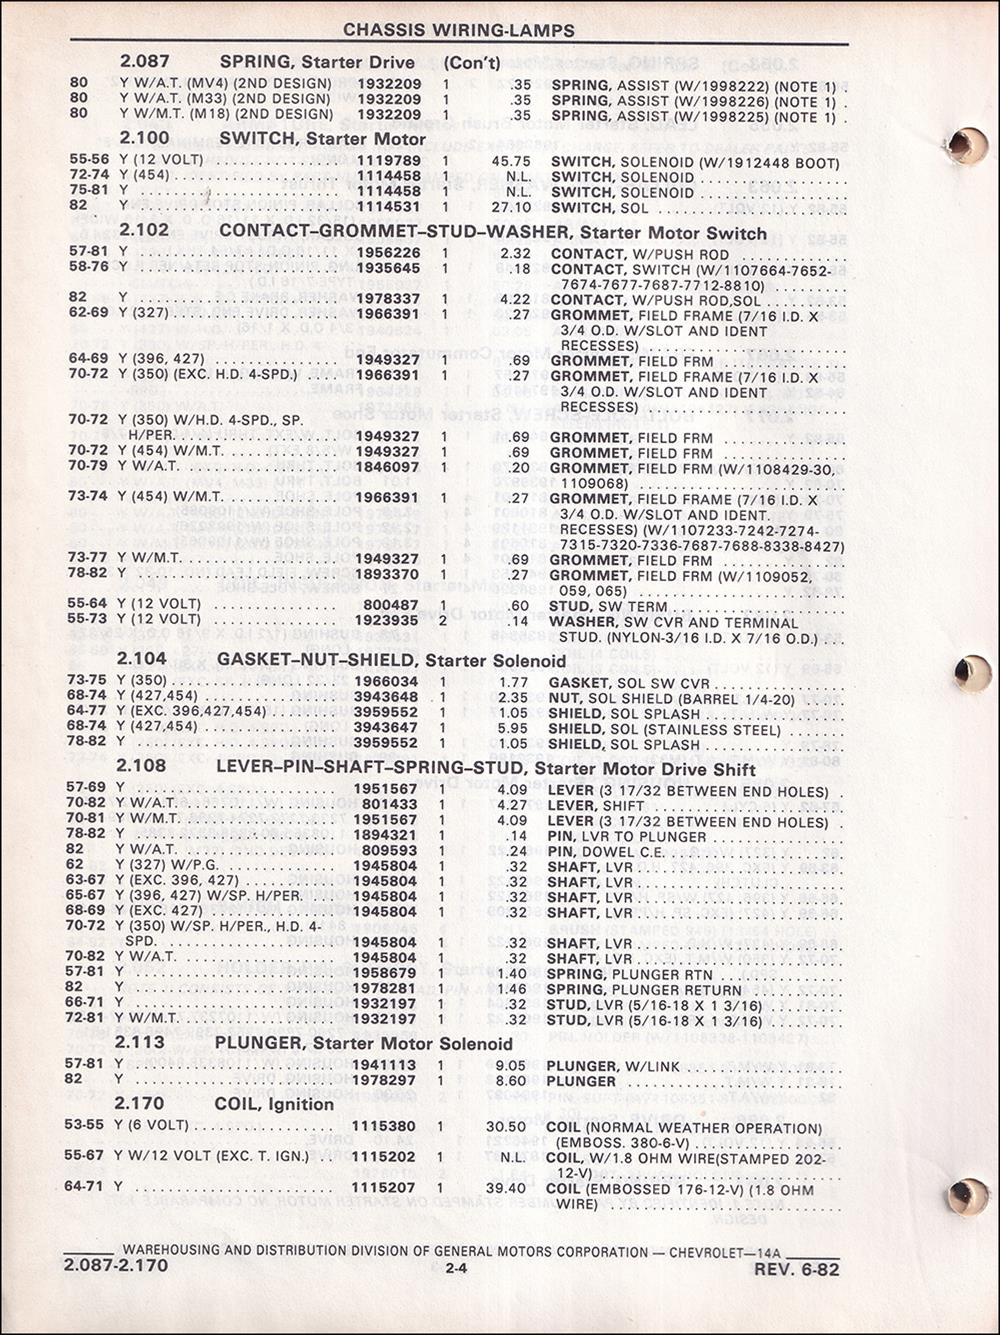 CHASSIS WIRING-LAMPS
2.087 SPRING, Starter Drive (Con't)
80 Y W/A.T. (MV4) (2ND DESIGN) 1932209 1 .35 SPRING, ASSIST (W/1998222) (NOTE 1) .
80 Y W/A.T. (M33) (2ND DESIGN) 1932209 1 .35 SPRING, ASSIST (W/1998226) (NOTE 1) .
80 Y W/M.T. (M18) (2ND DESIGN) 1932209 1 .35 SPRING, ASSIST (W/1998225) (NOTE 1) .
2.100 SWITCH, Starter Motor
55-56 Y (12 VOLT) 1119789 1 45.75 SWITCH, SOLENOID (W/1912448 BOOT)
72-74 Y (454) 1114458 1 N.L. SWITCH, SOLENOID
75-81 Y 1114458 1 N.L. SWITCH, SOLENOID
82 Y 1114531 1 27.10 SWITCH, SOL
2.102 CONTACT-GROMMET-STUD-WASHER, Starter Motor Switch
57-81 Y 1956226 1 2.32 CONTACT, W/PUSH ROD
58-76 Y 1935645 1 .18 CONTACT, SWITCH (W/1107664-7652-
7674-7677-7687-7712-8810)
82 Y 1978337 1 4.22 CONTACT, W/PUSH ROD,SOL
62-69 Y (327) 1966391 1 .27 GROMMET, FIELD FRAME (7/16 I.D. X
3/4 O.D. W/SLOT AND IDENT
RECESSES)
64-69 Y (396, 427) 1949327 1 .69 GROMMET, FIELD FRM
70-72 Y (350) (EXC. H.D. 4-SPD.) 1966391 1 .27 GROMMET, FIELD FRAME (7/16 I.D. X
3/4 O.D. W/SLOT AND IDENT
RECESSES)
70-72 Y (350) W/H.D. 4-SPD., SP.
H/PER. 1949327 1 .69 GROMMET, FIELD FRM
70-72 Y (454) W/M.T. 1949327 1 .69 GROMMET, FIELD FRM
70-79 Y W/A.T. 1846097 1 .20 GROMMET, FIELD FRM (W/1108429-30,
1109068)
73-74 Y (454) W/M.T. 1966391 1 .27 GROMMET, FIELD FRAME (7/16 I.D. X
3/4 O.D. W/SLOT AND IDENT.
RECESSES) (W/1107233-7242-7274-
7315-7320-7336-7687-7688-8338-8427)
73-77 Y W/M.T. 1949327 1 .69 GROMMET, FIELD FRM
78-82 Y 1893370 1 .27 GROMMET, FIELD FRM (W/1109052,
059, 065)
55-64 Y (12 VOLT) 800487 1 .60 STUD, SW TERM
55-73 Y (12 VOLT) 1923935 2 .14 WASHER, SW CVR AND TERMINAL
STUD. (NYLON-3/16 I.D. X 7/16 O.D.)
2.104 GASKET-NUT-SHIELD, Starter Solenoid
73-75 Y (350) 1966034 1 1.77 GASKET, SOL SW CVR
68-74 Y (427,454) 3943648 1 2.35 NUT, SOL SHIELD (BARREL 1/4-20)
64-77 Y (EXC. 396,427,454) 3959552 1 1.05 SHIELD, SOL SPLASH
68-74 Y (427,454) 3943647 1 5.95 SHIELD, SOL (STAINLESS STEEL)
78-82 Y 3959552 1 1.05 SHIELD, SOL SPLASH
2.108 LEVER-PIN-SHAFT-SPRING-STUD, Starter Motor Drive Shift
57-69 Y 1951567 1 4.09 LEVER (3 17/32 BETWEEN END HOLES) .
70-82 Y W/A.T. 801433 1 4.27 LEVER, SHIFT
70-81 Y W/M.T. 1951567 1 4.09 LEVER (3 17/32 BETWEEN END HOLES) .
78-82 Y 1894321 1 .14 PIN, LVR TO PLUNGER
82 Y W/A.T. 809593 1 .24 PIN, DOWEL C.E.
62 Y (327) W/P.G. 1945804 1 .32 SHAFT, LVR
63-67 Y (EXC. 396, 427) 1945804 1 .32 SHAFT, LVR
65-67 Y (396, 427) W/SP. H/PER. 1945804 1 .32 SHAFT, LVR
68-69 Y (EXC. 427) 1945804 1 .32 SHAFT, LVR
70-72 Y (350) W/SP. H/PER., H.D. 4-
SPD. 1945804 1 .32 SHAFT, LVR
70-82 Y W/A.T. 1945804 1 .32 SHAFT, LVR
57-81 Y 1958679 1 1.40 SPRING, PLUNGER RTN
82 Y 1978281 1 1.46 SPRING, PLUNGER RETURN
66-71 Y 1932197 1 .32 STUD, LVR (5/16-18 X 1 3/16)
72-81 Y W/M.T. 1932197 1 .32 STUD, LVR (5/16-18 X 1 3/16)
2.113 PLUNGER, Starter Motor Solenoid
57-81 Y 1941113 1 9.05 PLUNGER, W/LINK
82 Y 1978297 1 8.60 PLUNGER
2.170 COIL, Ignition
53-55 Y (6 VOLT) 1115380 1 30.50 COIL (NORMAL WEATHER OPERATION)
(EMBOSS. 380-6-V)
55-67 Y W/12 VOLT (EXC. T. IGN.) 1115202 1 N.L. COIL, W/1.8 OHM WIRE(STAMPED 202-
12-V)
64-71 Y 1115207 1 39.40 COIL (EMBOSSED 176-12-V) (1.8 OHM
WIRE)
WAREHOUSING AND DISTRIBUTION DIVISION OF GENERAL MOTORS CORPORATION — CHEVROLET—14A
2.087-2.170 2-4 REV. 6-82